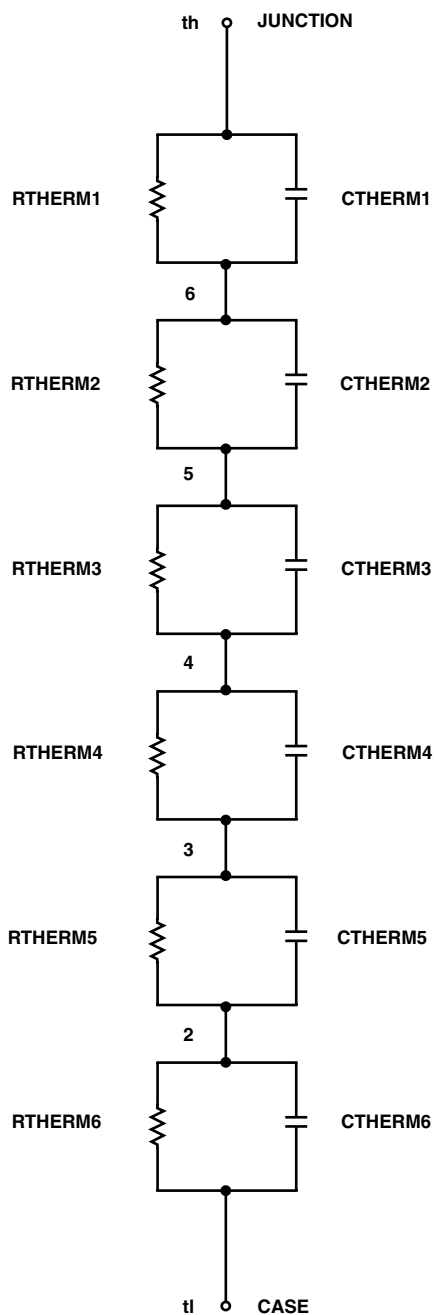 th JUNCTION
RTHERM1 CTHERM1
6
RTHERM2 CTHERM2
5
RTHERM3 CTHERM3
4
RTHERM4 CTHERM4
3
RTHERM5 CTHERM5
2
RTHERM6 CTHERM6
tl CASE